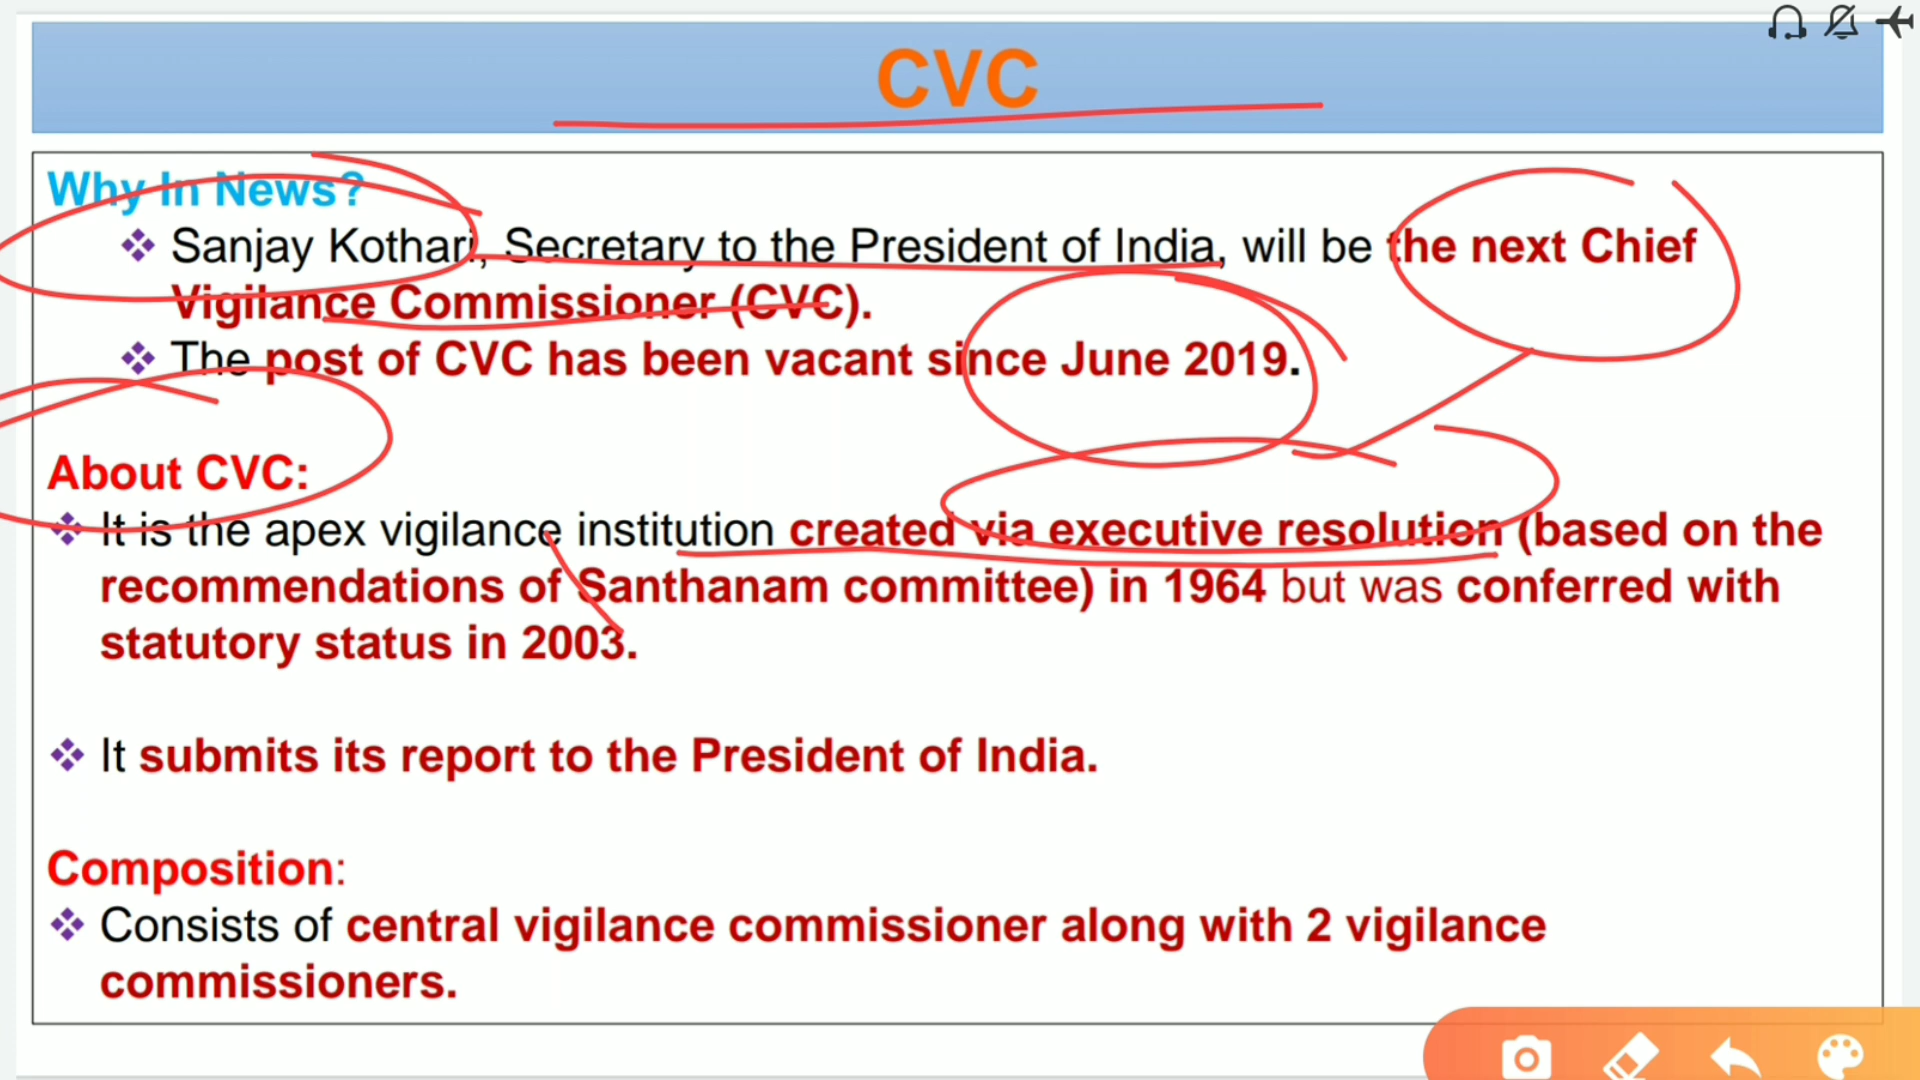 CVC
Why In News?
❖ Sanjay Kothari, Secretary to the President of India, will be the next Chief
Vigilance Commissioner (CVC).
❖ The post of CVC has been vacant since June 2019.
About CVC:
❖ It is the apex vigilance institution created via executive resolution (based on the
recommendations of Santhanam committee) in 1964 but was conferred with
statutory status in 2003.
❖ It submits its report to the President of India.
Composition:
❖ Consists of central vigilance commissioner along with 2 vigilance
commissioners.